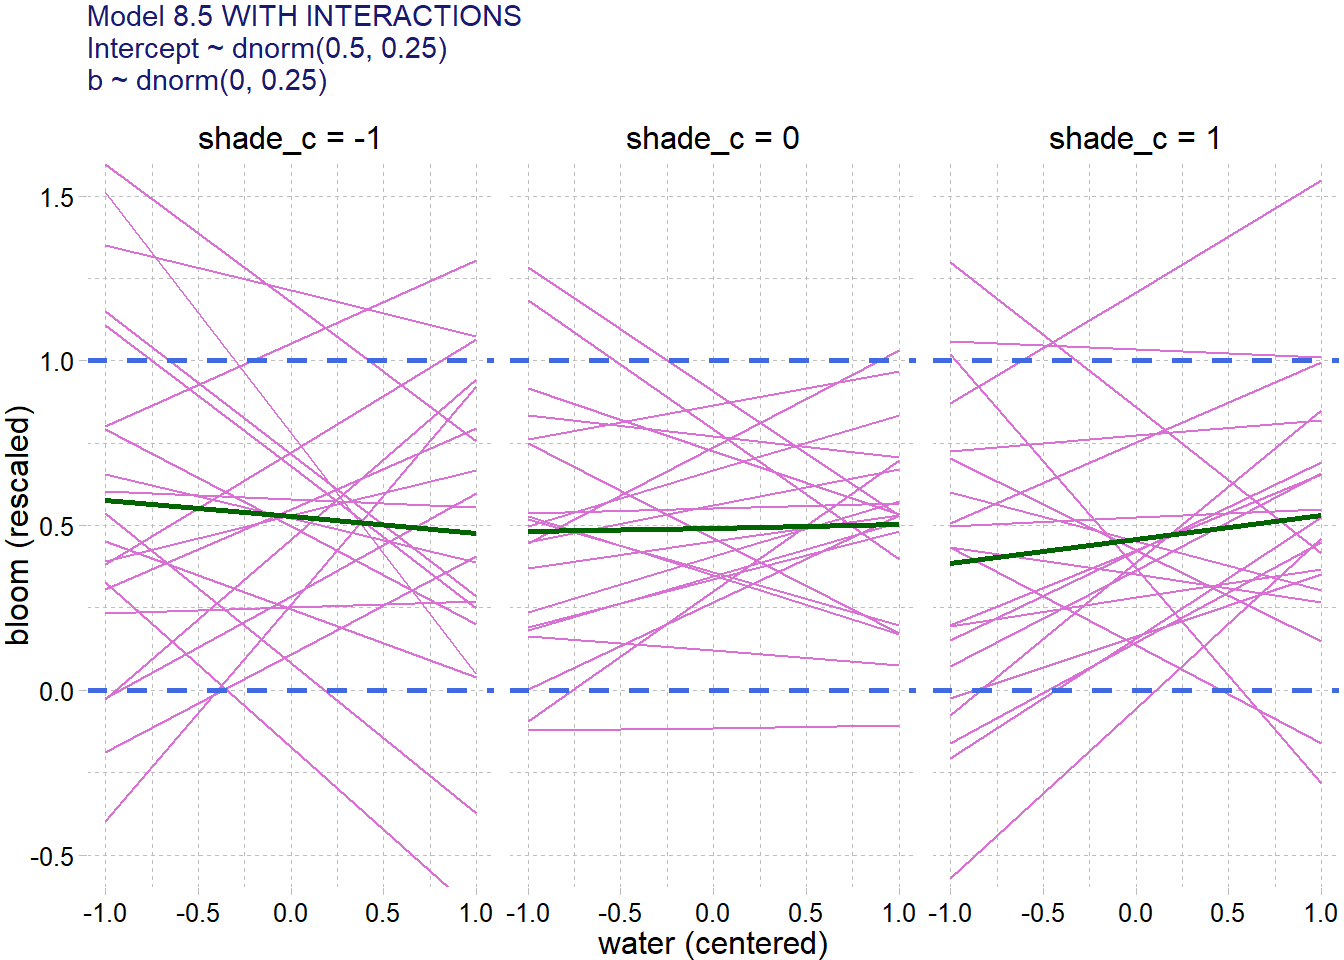 Model 8.5 WITH INTERACTIONS
Intercept ~ dnorm(0.5, 0.25)
b ~ dnorm(0, 0.25)
shade_c = -1 shade_c = 0 shade_c = 1
1.5
1.0
0.5
0.0
-0.5
bloom (rescaled)
-1.0 -0.5 0.0 0.5 1.0 -1.0 -0.5 0.0 0.5 1.0 -1.0 -0.5 0.0 0.5 1.0
water (centered)